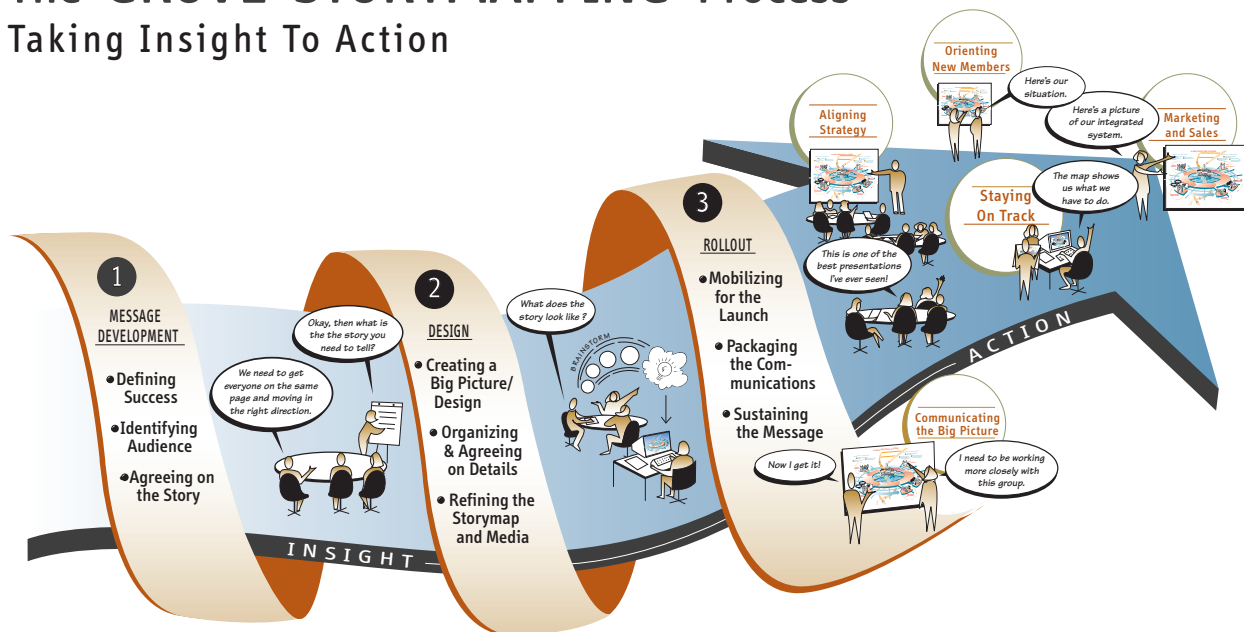 The GROVE STORYMAPPING Process
Taking Insight To Action
1
MESSAGE
DEVELOPMENT
Defining
Success
Identifying
Audience
Agreeing on
the Story
We need to get
everyone on the same
page and moving in
the right direction.
Okay, then what is
the the story you
need to tell?
INSIGHT
2
DESIGN
Creating a
Big Picture/
Design
Organizing
& Agreeing
on Details
Refining the
Storymap
and Media
What does the
story look like ?
BRAINSTORM
3
ROLLOUT
Mobilizing
for the
Launch
Packaging
the Com-
munications
Sustaining
the Message
Aligning
Strategy
This is one of the
best presentations
I've ever seen!
Orienting
New Members
Here's our
situation.
Here's a picture
of our integrated
system.
Marketing
and Sales
Staying
On Track
The map shows
us what we
have to do.
ACTION
Communicating
the Big Picture
Now I get it!
I need to be working
more closely with
this group.